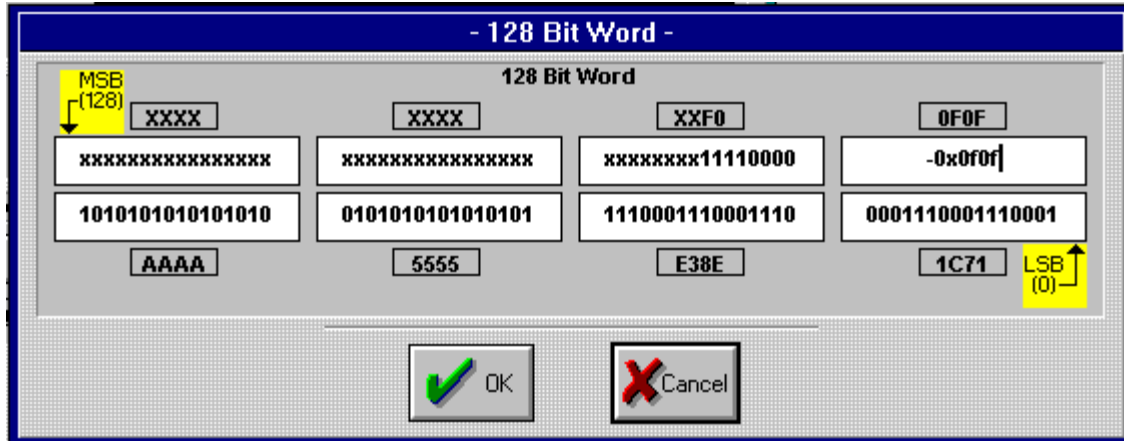 - 128 Bit Word -
128 Bit Word
MSB
(128)
XXXX XXXX XXF0 0F0F
xxxxxxxxxxxxxxxx xxxxxxxxxxxxxxxx xxxxxxxx11110000 -0x0f0f
1010101010101010 0101010101010101 1110001110001110 0001110001110001
AAAA 5555 E38E 1C71
LSB
(0)
OK Cancel